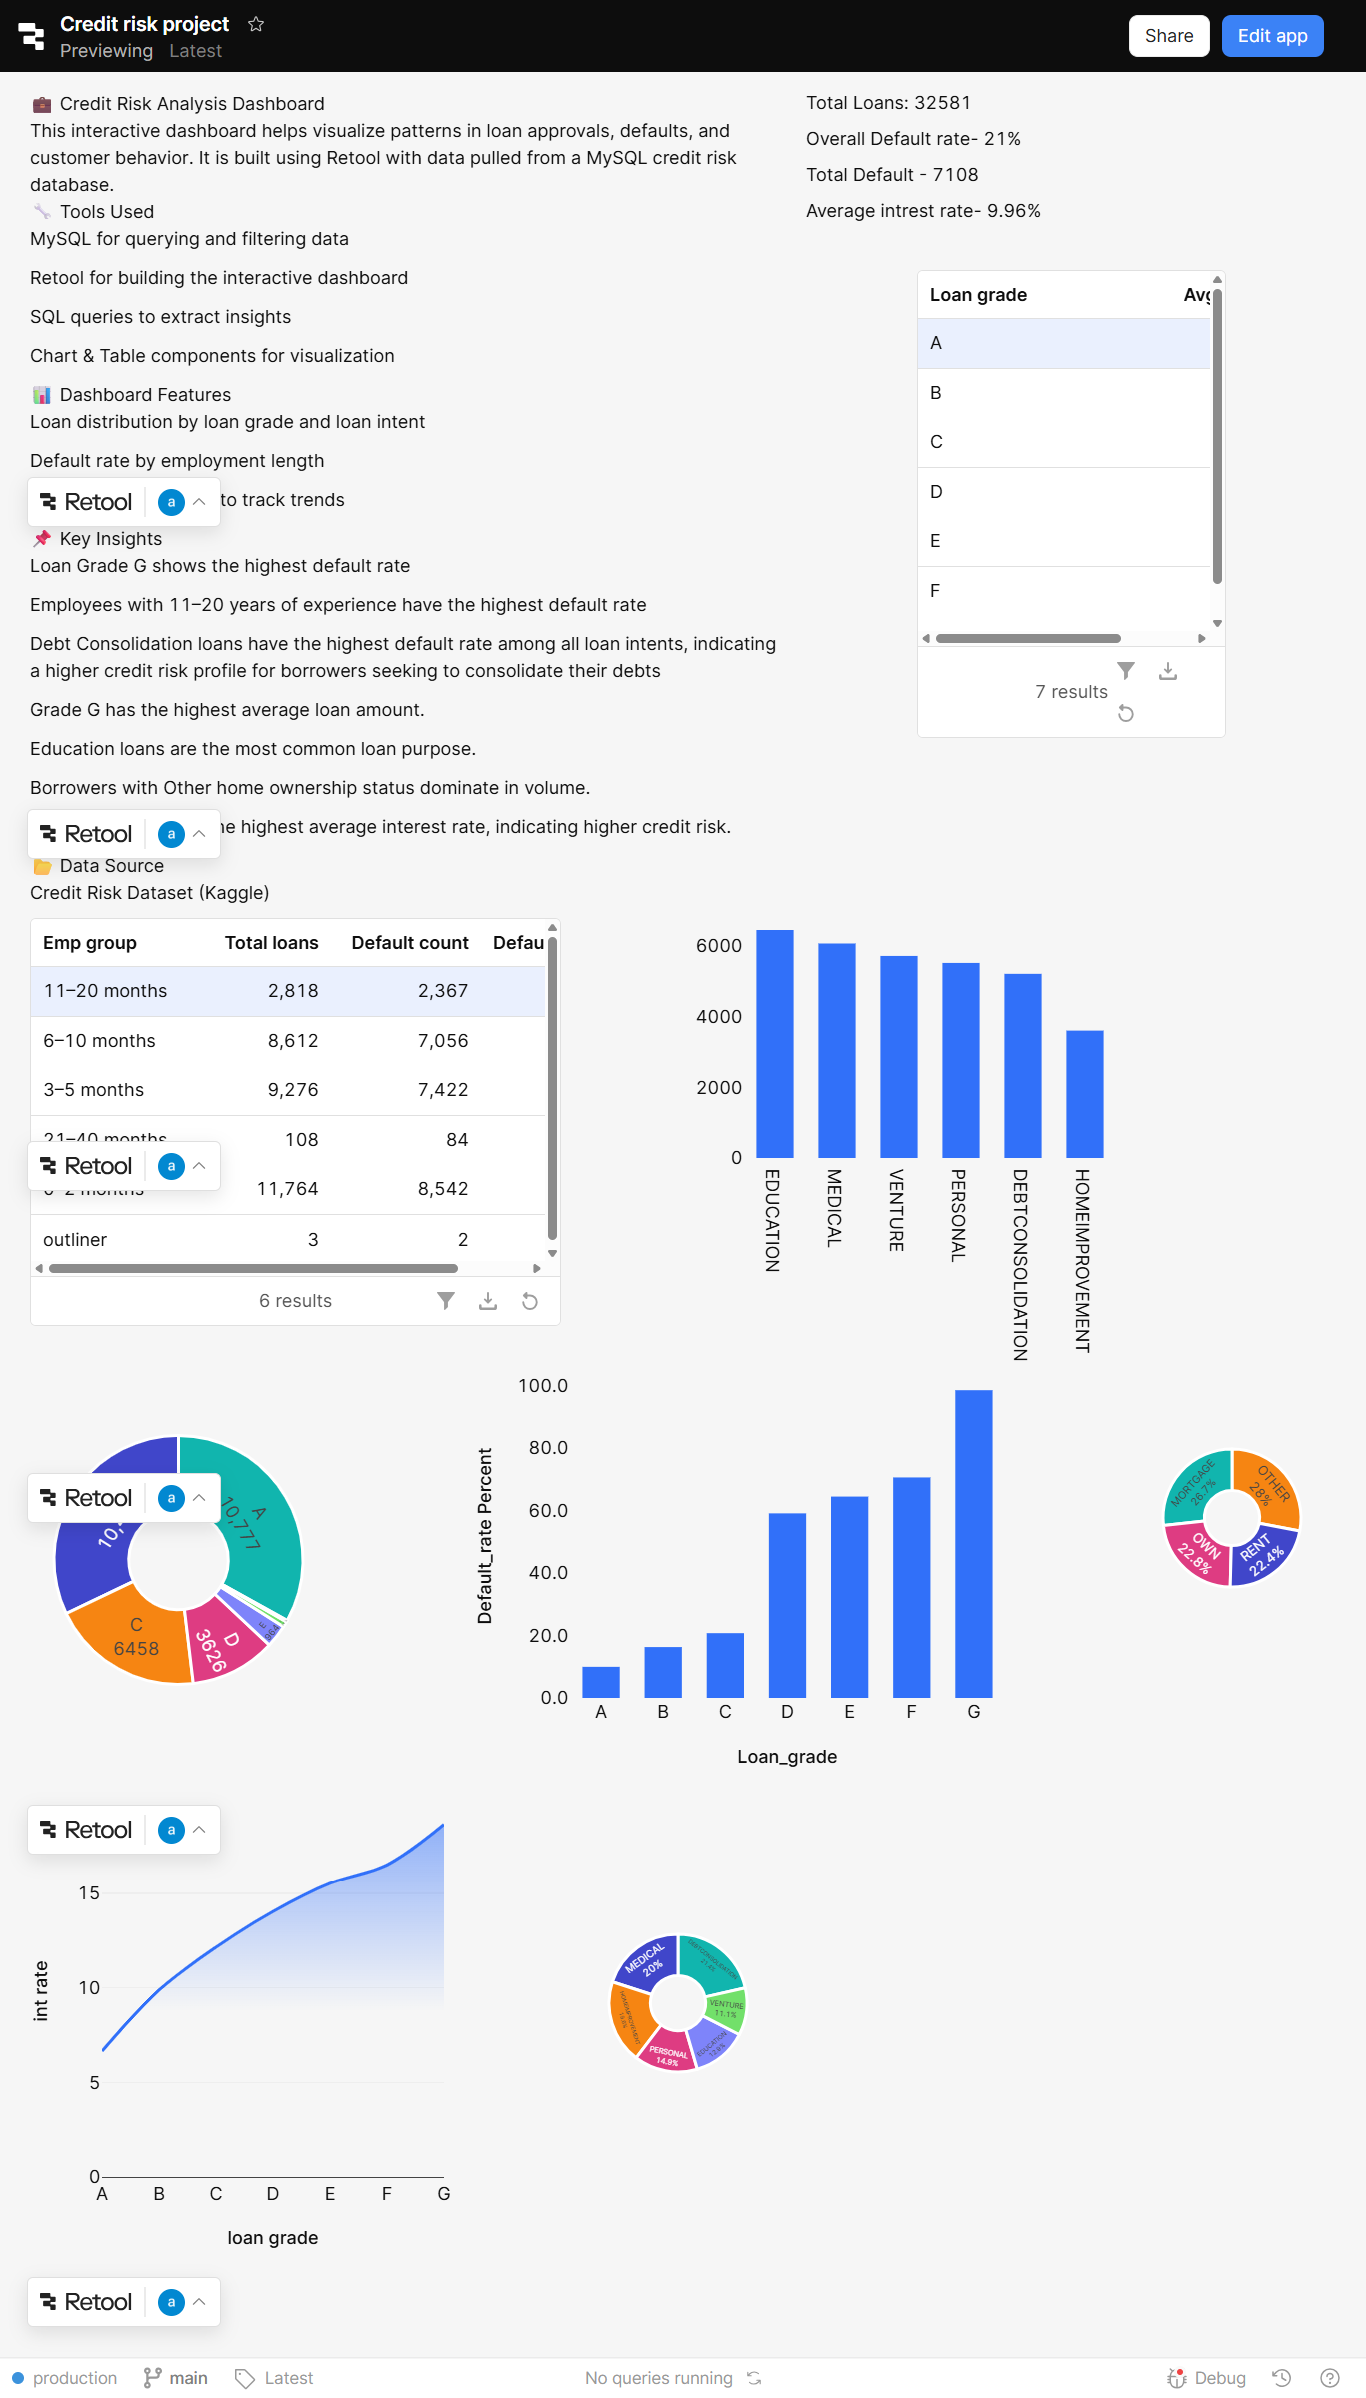 Credit risk project
Previewing Latest
Share
Edit app
💼 Credit Risk Analysis Dashboard
This interactive dashboard helps visualize patterns in loan approvals, defaults, and
customer behavior. It is built using Retool with data pulled from a MySQL credit risk
database.
🔧 Tools Used
MySQL for querying and filtering data
Retool for building the interactive dashboard
SQL queries to extract insights
Chart & Table components for visualization
📊 Dashboard Features
Loan distribution by loan grade and loan intent
Default rate by employment length
Retool a to track trends
📌 Key Insights
Loan Grade G shows the highest default rate
Employees with 11–20 years of experience have the highest default rate
Debt Consolidation loans have the highest default rate among all loan intents, indicating
a higher credit risk profile for borrowers seeking to consolidate their debts
Grade G has the highest average loan amount.
Education loans are the most common loan purpose.
Borrowers with Other home ownership status dominate in volume.
Retool a highest average interest rate, indicating higher credit risk.
📂 Data Source
Credit Risk Dataset (Kaggle)
Total Loans: 32581
Overall Default rate- 21%
Total Default - 7108
Average intrest rate- 9.96%
Loan grade Avg
A
B
C
D
E
F
7 results
Emp group Total loans Default count Defau
11–20 months 2,818 2,367
6–10 months 8,612 7,056
3–5 months 9,276 7,422
21–40 months 108 84
Retool a
11,764 8,542
outliner 3 2
6 results
6000
4000
2000
0
EDUCATION
MEDICAL
VENTURE
PERSONAL
DEBTCONSOLIDATION
HOMEIMPROVEMENT
Retool a
A
10,777
C
6458
D
3626
E
964
Default_rate Percent
100.0
80.0
60.0
40.0
20.0
0.0
A B C D E F G
Loan_grade
MORTGAGE
26.7%
OTHER
28%
OWN
22.8%
RENT
22.4%
Retool a
int rate
15
10
5
0
A B C D E F G
loan grade
MEDICAL
20%
DEBTCONSOLIDATION
VENTURE
11.1%
EDUCATION
PERSONAL
14.9%
HOMEIMPROVEMENT
Retool a
production main Latest
No queries running
Debug